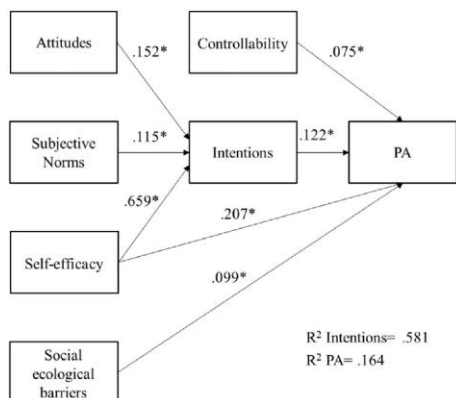 Attitudes
Controllability
.152*
.075*
Subjective
Norms
.115*
Intentions
.122*
PA
.659*
.207*
Self-efficacy
.099*
Social
ecological
barriers
R² Intentions= .581
R² PA= .164